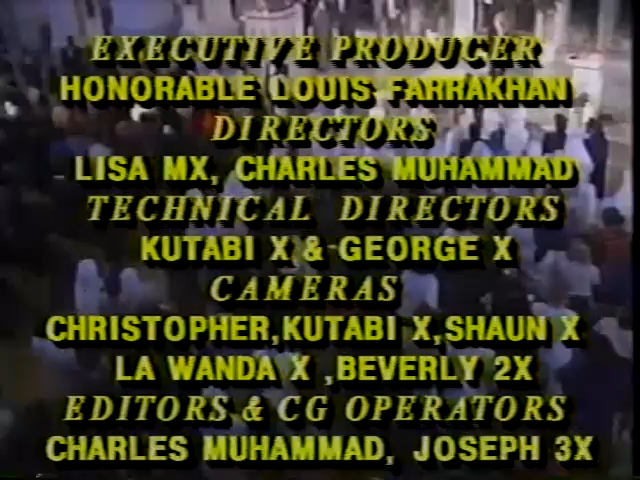 EXECUTIVE PRODUCER
HONORABLE LOUIS FARRAKHAN
DIRECTORS
LISA MX, CHARLES MUHAMMAD
TECHNICAL DIRECTORS
KUTABI X & GEORGE X
CAMERAS
CHRISTOPHER, KUTABI X, SHAUN X
LA WANDA X , BEVERLY 2X
EDITORS & CG OPERATORS
CHARLES MUHAMMAD, JOSEPH 3X